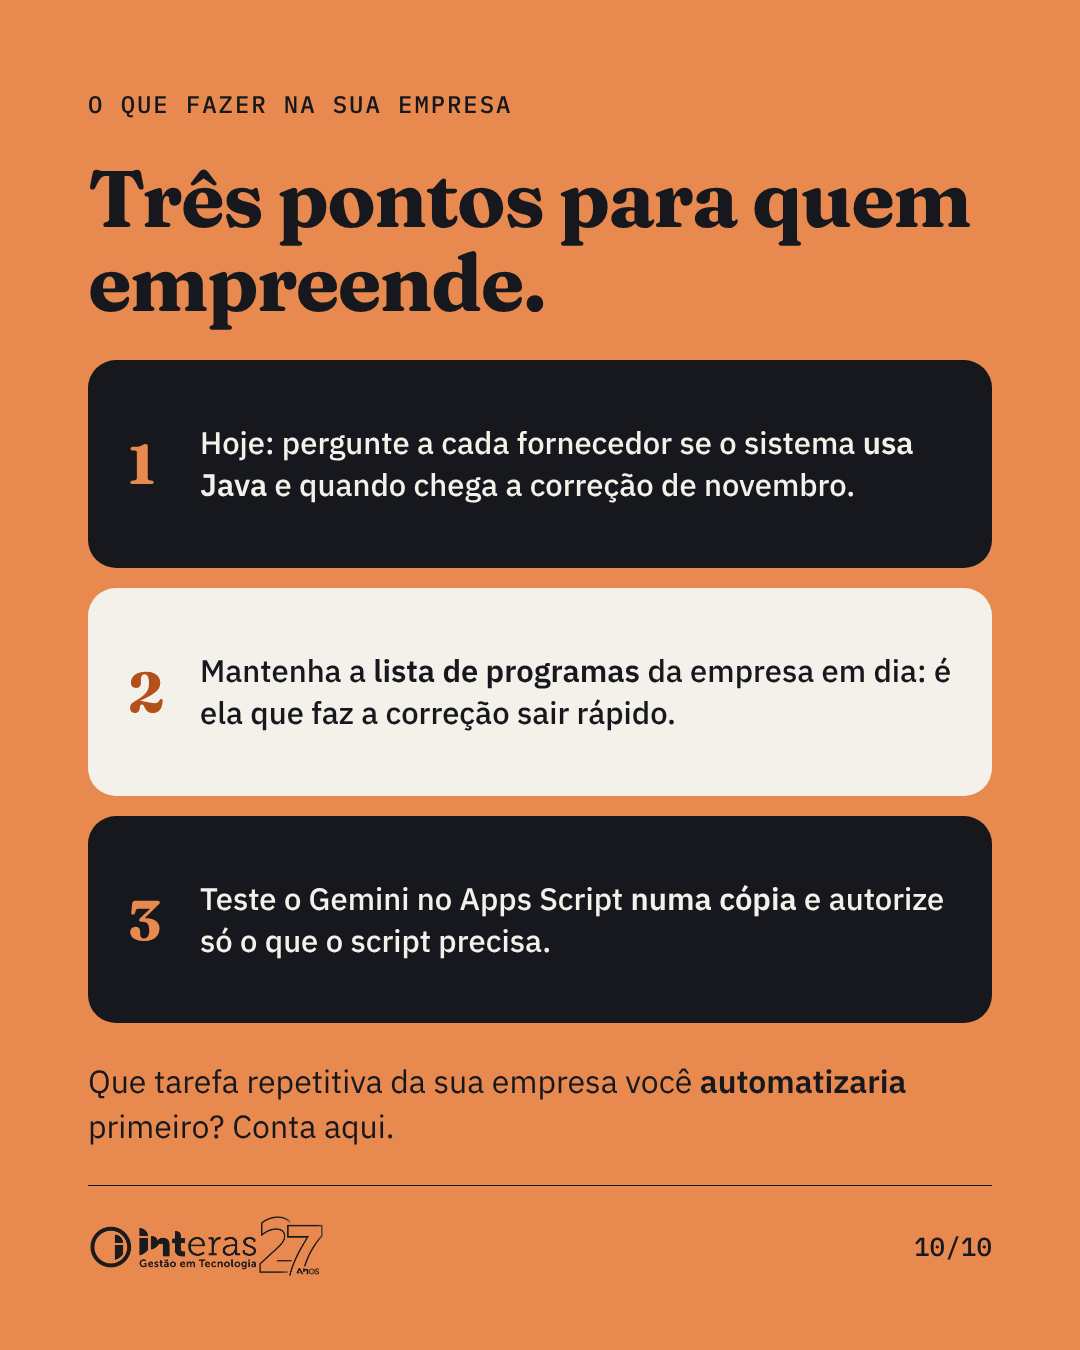 O QUE FAZER NA SUA EMPRESA
Três pontos para quem
empreende.
1
Hoje: pergunte a cada fornecedor se o sistema usa
Java e quando chega a correção de novembro.
2
Mantenha a lista de programas da empresa em dia: é
ela que faz a correção sair rápido.
3
Teste o Gemini no Apps Script numa cópia e autorize
só o que o script precisa.
Que tarefa repetitiva da sua empresa você automatizaria
primeiro? Conta aqui.
interas 27
Gestão em Tecnologia ANOS
10/10